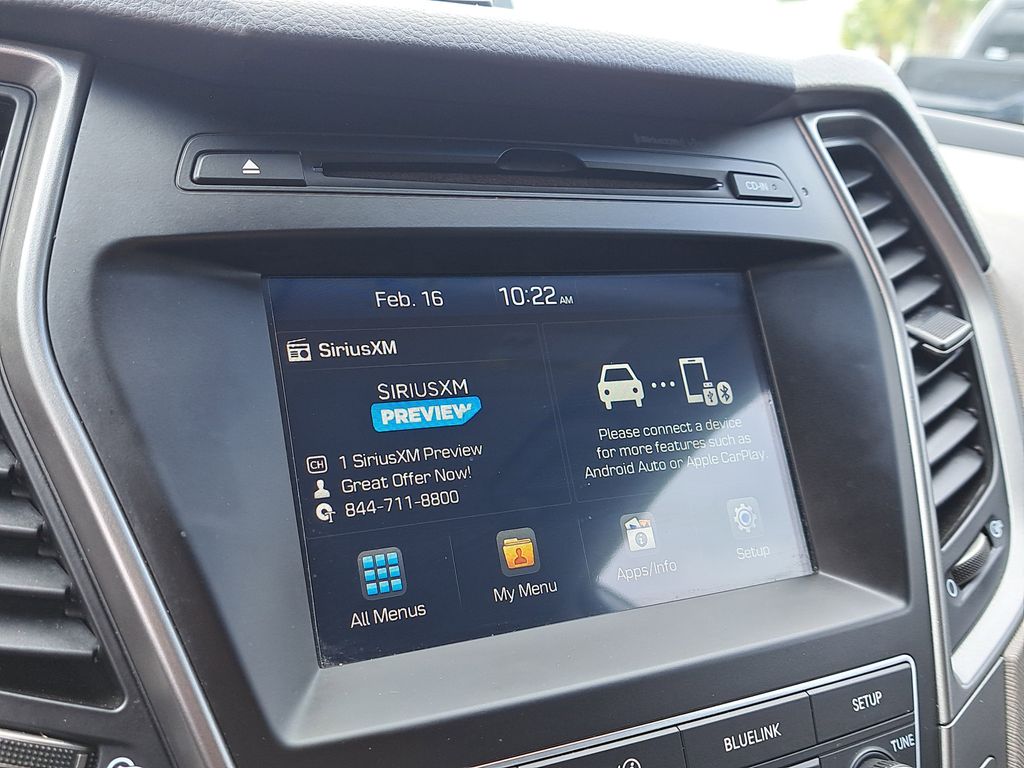 CD-IN
Feb. 16 10:22 AM
SiriusXM
SIRIUSXM
PREVIEW
CH 1 SiriusXM Preview
Great Offer Now!
844-711-8800
Please connect a device
for more features such as
Android Auto or Apple CarPlay.
All Menus
My Menu
Apps/Info
Setup
SETUP
BLUELINK
TUNE